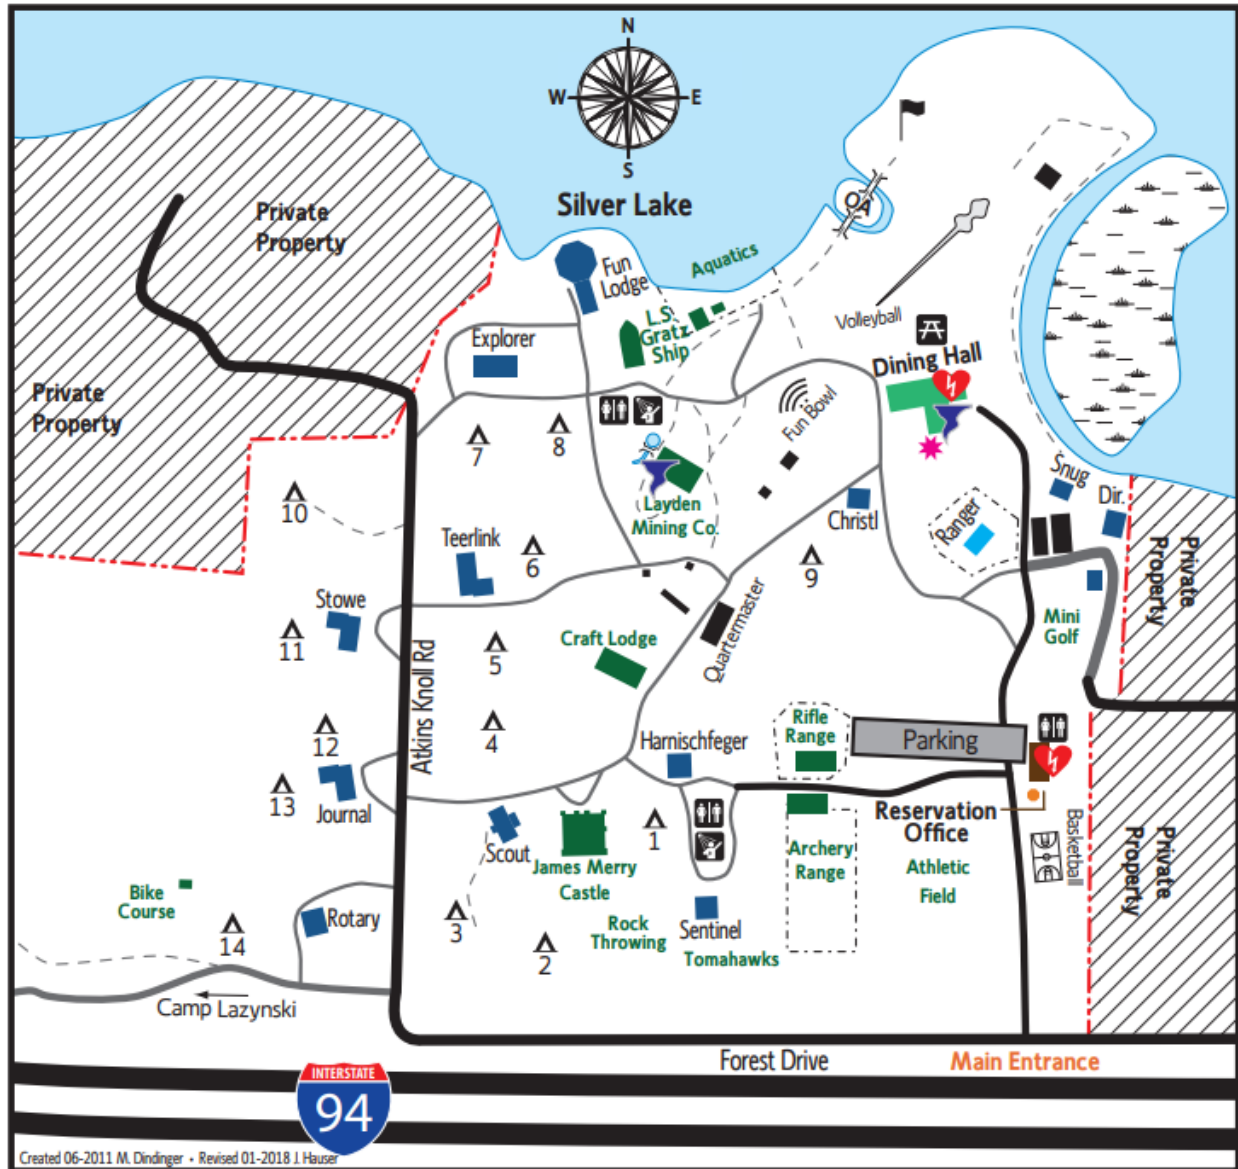 N
W
E
S
Silver Lake
Private
Property
OA
Aquatics
Fun
Lodge
L.S.
Gratz
Ship
Explorer
Volleyball
Dining Hall
Private
Property
Fun Bowl
7
8
10
Layden
Mining Co.
Christl
Snug
Dir.
Ranger
Teerlink
6
9
Private
Property
Stowe
11
5
Craft Lodge
Quartermaster
Mini
Golf
Atkins Knoll Rd
12
4
Harnischfeger
Rifle
Range
Parking
13
Journal
Scout
James Merry
Castle
1
Archery
Range
Reservation
Office
Athletic
Field
Basketball
Private
Property
Bike
Course
14
Rotary
3
2
Rock
Throwing
Sentinel
Tomahawks
Camp Lazynski
Forest Drive
Main Entrance
INTERSTATE
94
Created 06-2011 M. Dindinger • Revised 01-2018 J. Hauser